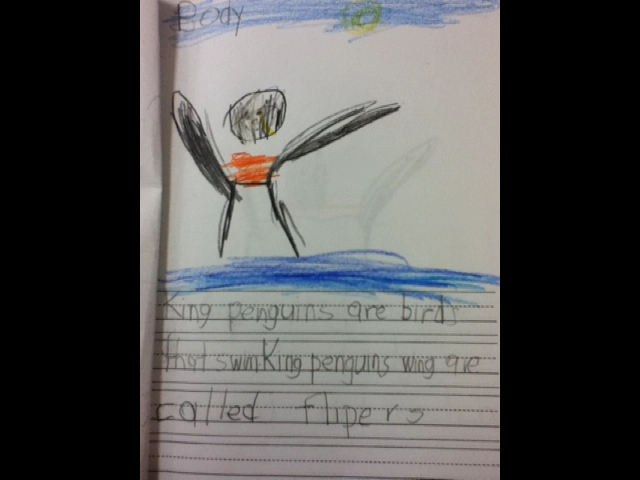 Body
King penguins are birds
that swim King penguins wing are
called flipers